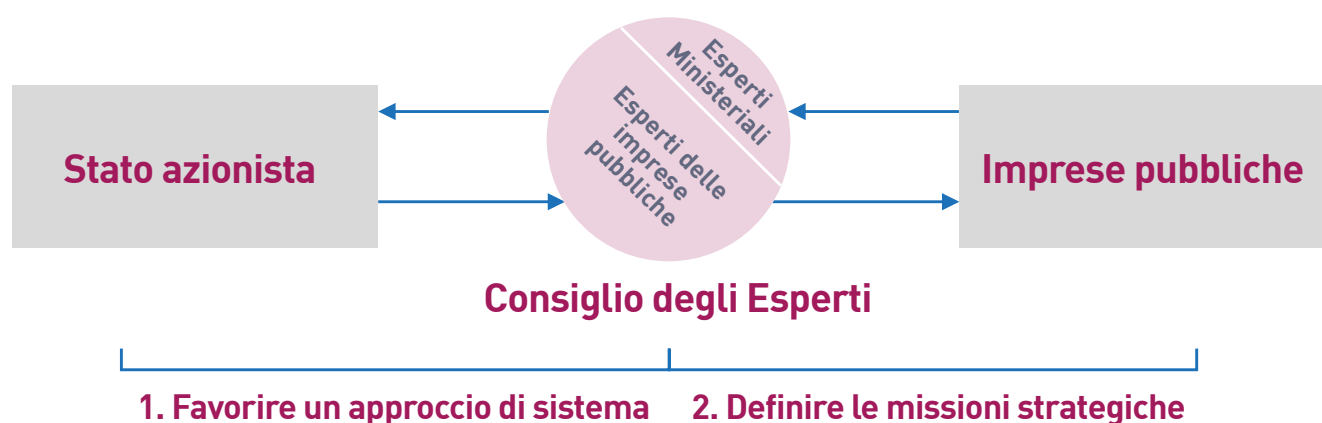 Esperti
Ministeriali
Esperti delle
imprese
pubbliche
Stato azionista
Imprese pubbliche
Consiglio degli Esperti
1. Favorire un approccio di sistema
2. Definire le missioni strategiche